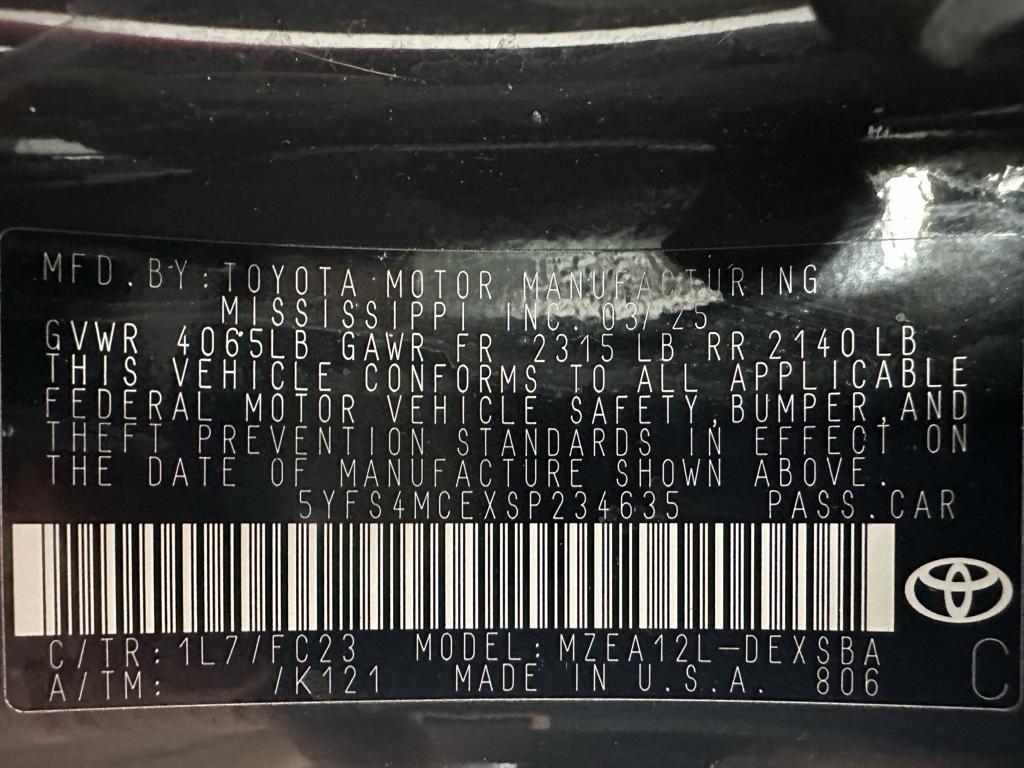 MFD.BY:TOYOTA MOTOR MANUFACTURING
MISSISSIPPI INC. 03/25
GVWR 4065LB GAWR FR 2315 LB RR 2140 LB
THIS VEHICLE CONFORMS TO ALL APPLICABLE
FEDERAL MOTOR VEHICLE SAFETY,BUMPER,AND
THEFT PREVENTION STANDARDS IN EFFECT ON
THE DATE OF MANUFACTURE SHOWN ABOVE.
5YFS4MCEXSP234635 PASS.CAR
C/TR:1L7/FC23 MODEL:MZEA12L-DEXSBA
A/TM: /K121 MADE IN U.S.A. 806
C